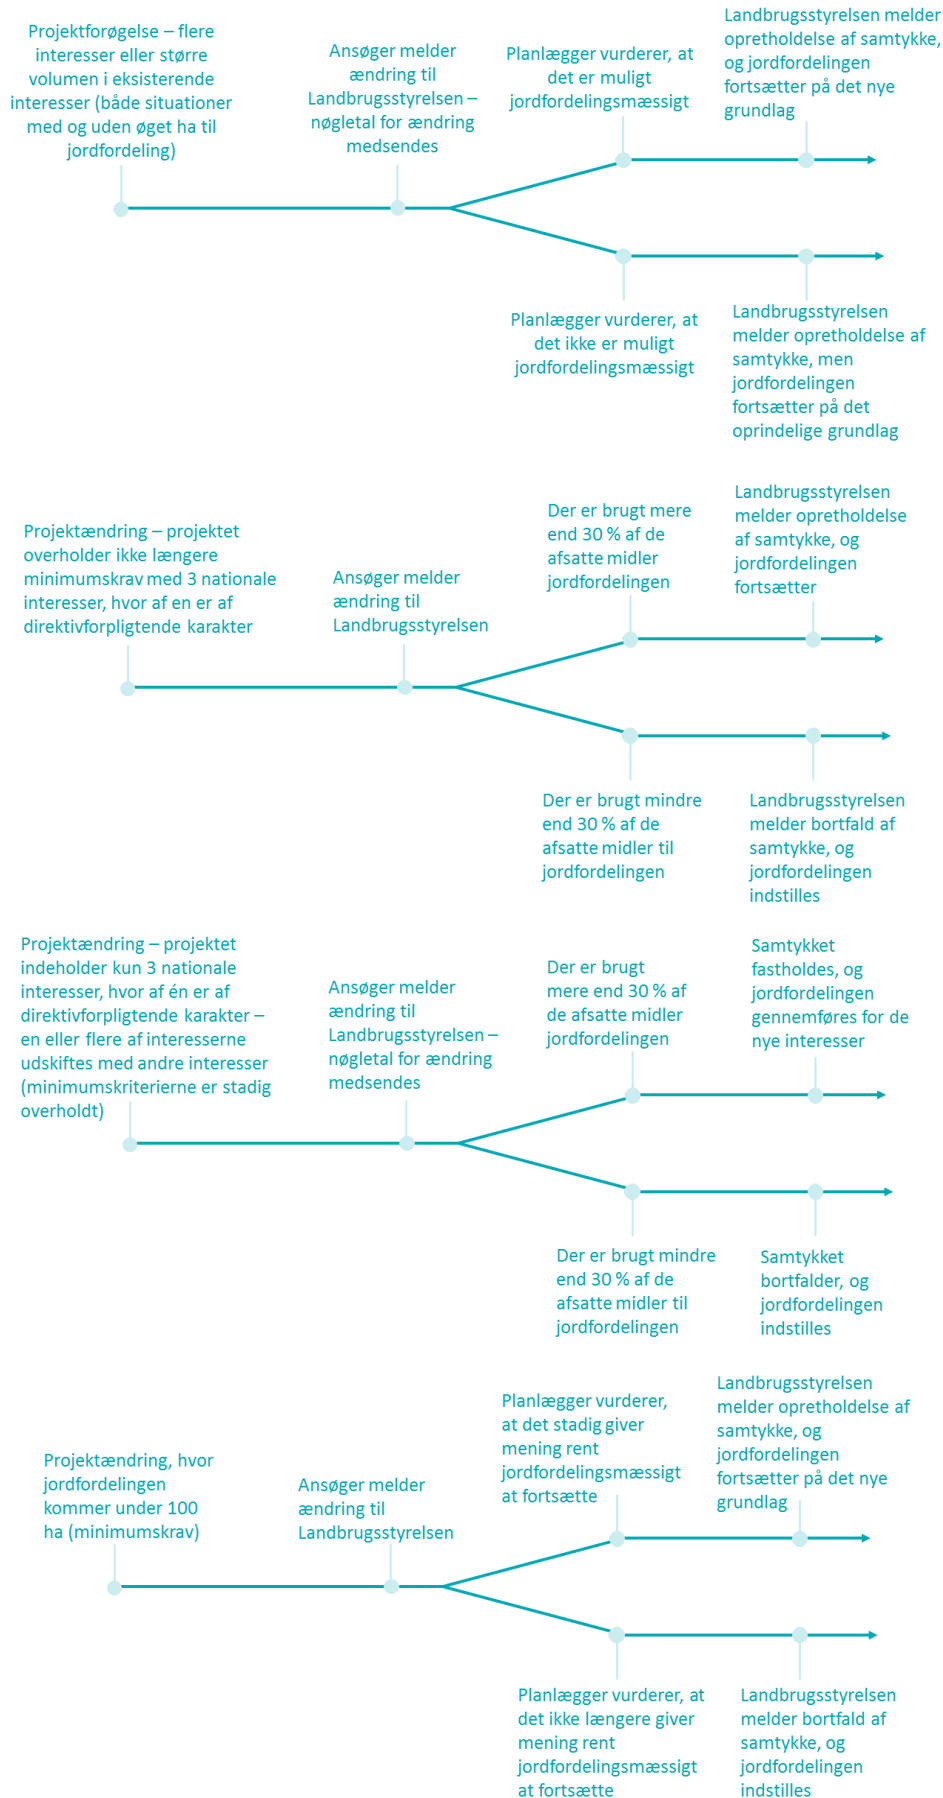 Projektforøgelse – flere
interesser eller større
volumen i eksisterende
interesser (både situationer
med og uden øget ha til
jordfordeling)
Ansøger melder
ændring til
Landbrugsstyrelsen –
nøgletal for ændring
medsendes
Planlægger vurderer, at
det er muligt
jordfordelingsmæssigt
Landbrugsstyrelsen melder
opretholdelse af samtykke,
og jordfordelingen
fortsætter på det nye
grundlag
Planlægger vurderer, at
det ikke er muligt
jordfordelingsmæssigt
Landbrugsstyrelsen
melder opretholdelse af
samtykke, men
jordfordelingen
fortsætter på det
oprindelige grundlag
Projektændring – projektet
overholder ikke længere
minimumskrav med 3 nationale
interesser, hvor af en er af
direktivforpligtende karakter
Ansøger melder
ændring til
Landbrugsstyrelsen
Der er brugt mere
end 30 % af de
afsatte midler
jordfordelingen
Landbrugsstyrelsen
melder opretholdelse
af samtykke, og
jordfordelingen
fortsætter
Der er brugt mindre
end 30 % af de
afsatte midler til
jordfordelingen
Landbrugsstyrelsen
melder bortfald af
samtykke, og
jordfordelingen
indstilles
Projektændring – projektet
indeholder kun 3 nationale
interesser, hvor af én er af
direktivforpligtende karakter –
en eller flere af interesserne
udskiftes med andre interesser
(minimumskriterierne er stadig
overholdt)
Ansøger melder
ændring til
Landbrugsstyrelsen –
nøgletal for ændring
medsendes
Der er brugt
mere end 30 % af
de afsatte midler
jordfordelingen
Samtykket
fastholdes, og
jordfordelingen
gennemføres for de
nye interesser
Der er brugt mindre
end 30 % af de
afsatte midler til
jordfordelingen
Samtykket
bortfalder, og
jordfordelingen
indstilles
Projektændring, hvor
jordfordelingen
kommer under 100
ha (minimumskrav)
Ansøger melder
ændring til
Landbrugsstyrelsen
Planlægger vurderer,
at det stadig giver
mening rent
jordfordelingsmæssigt
at fortsætte
Landbrugsstyrelsen
melder opretholdelse af
samtykke, og
jordfordelingen
fortsætter på det nye
grundlag
Planlægger vurderer, at
det ikke længere giver
mening rent
jordfordelingsmæssigt
at fortsætte
Landbrugsstyrelsen
melder bortfald af
samtykke, og
jordfordelingen
indstilles